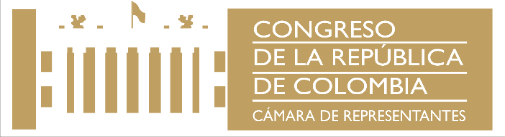 CONGRESO
DE LA REPÚBLICA
DE COLOMBIA
CÁMARA DE REPRESENTANTES